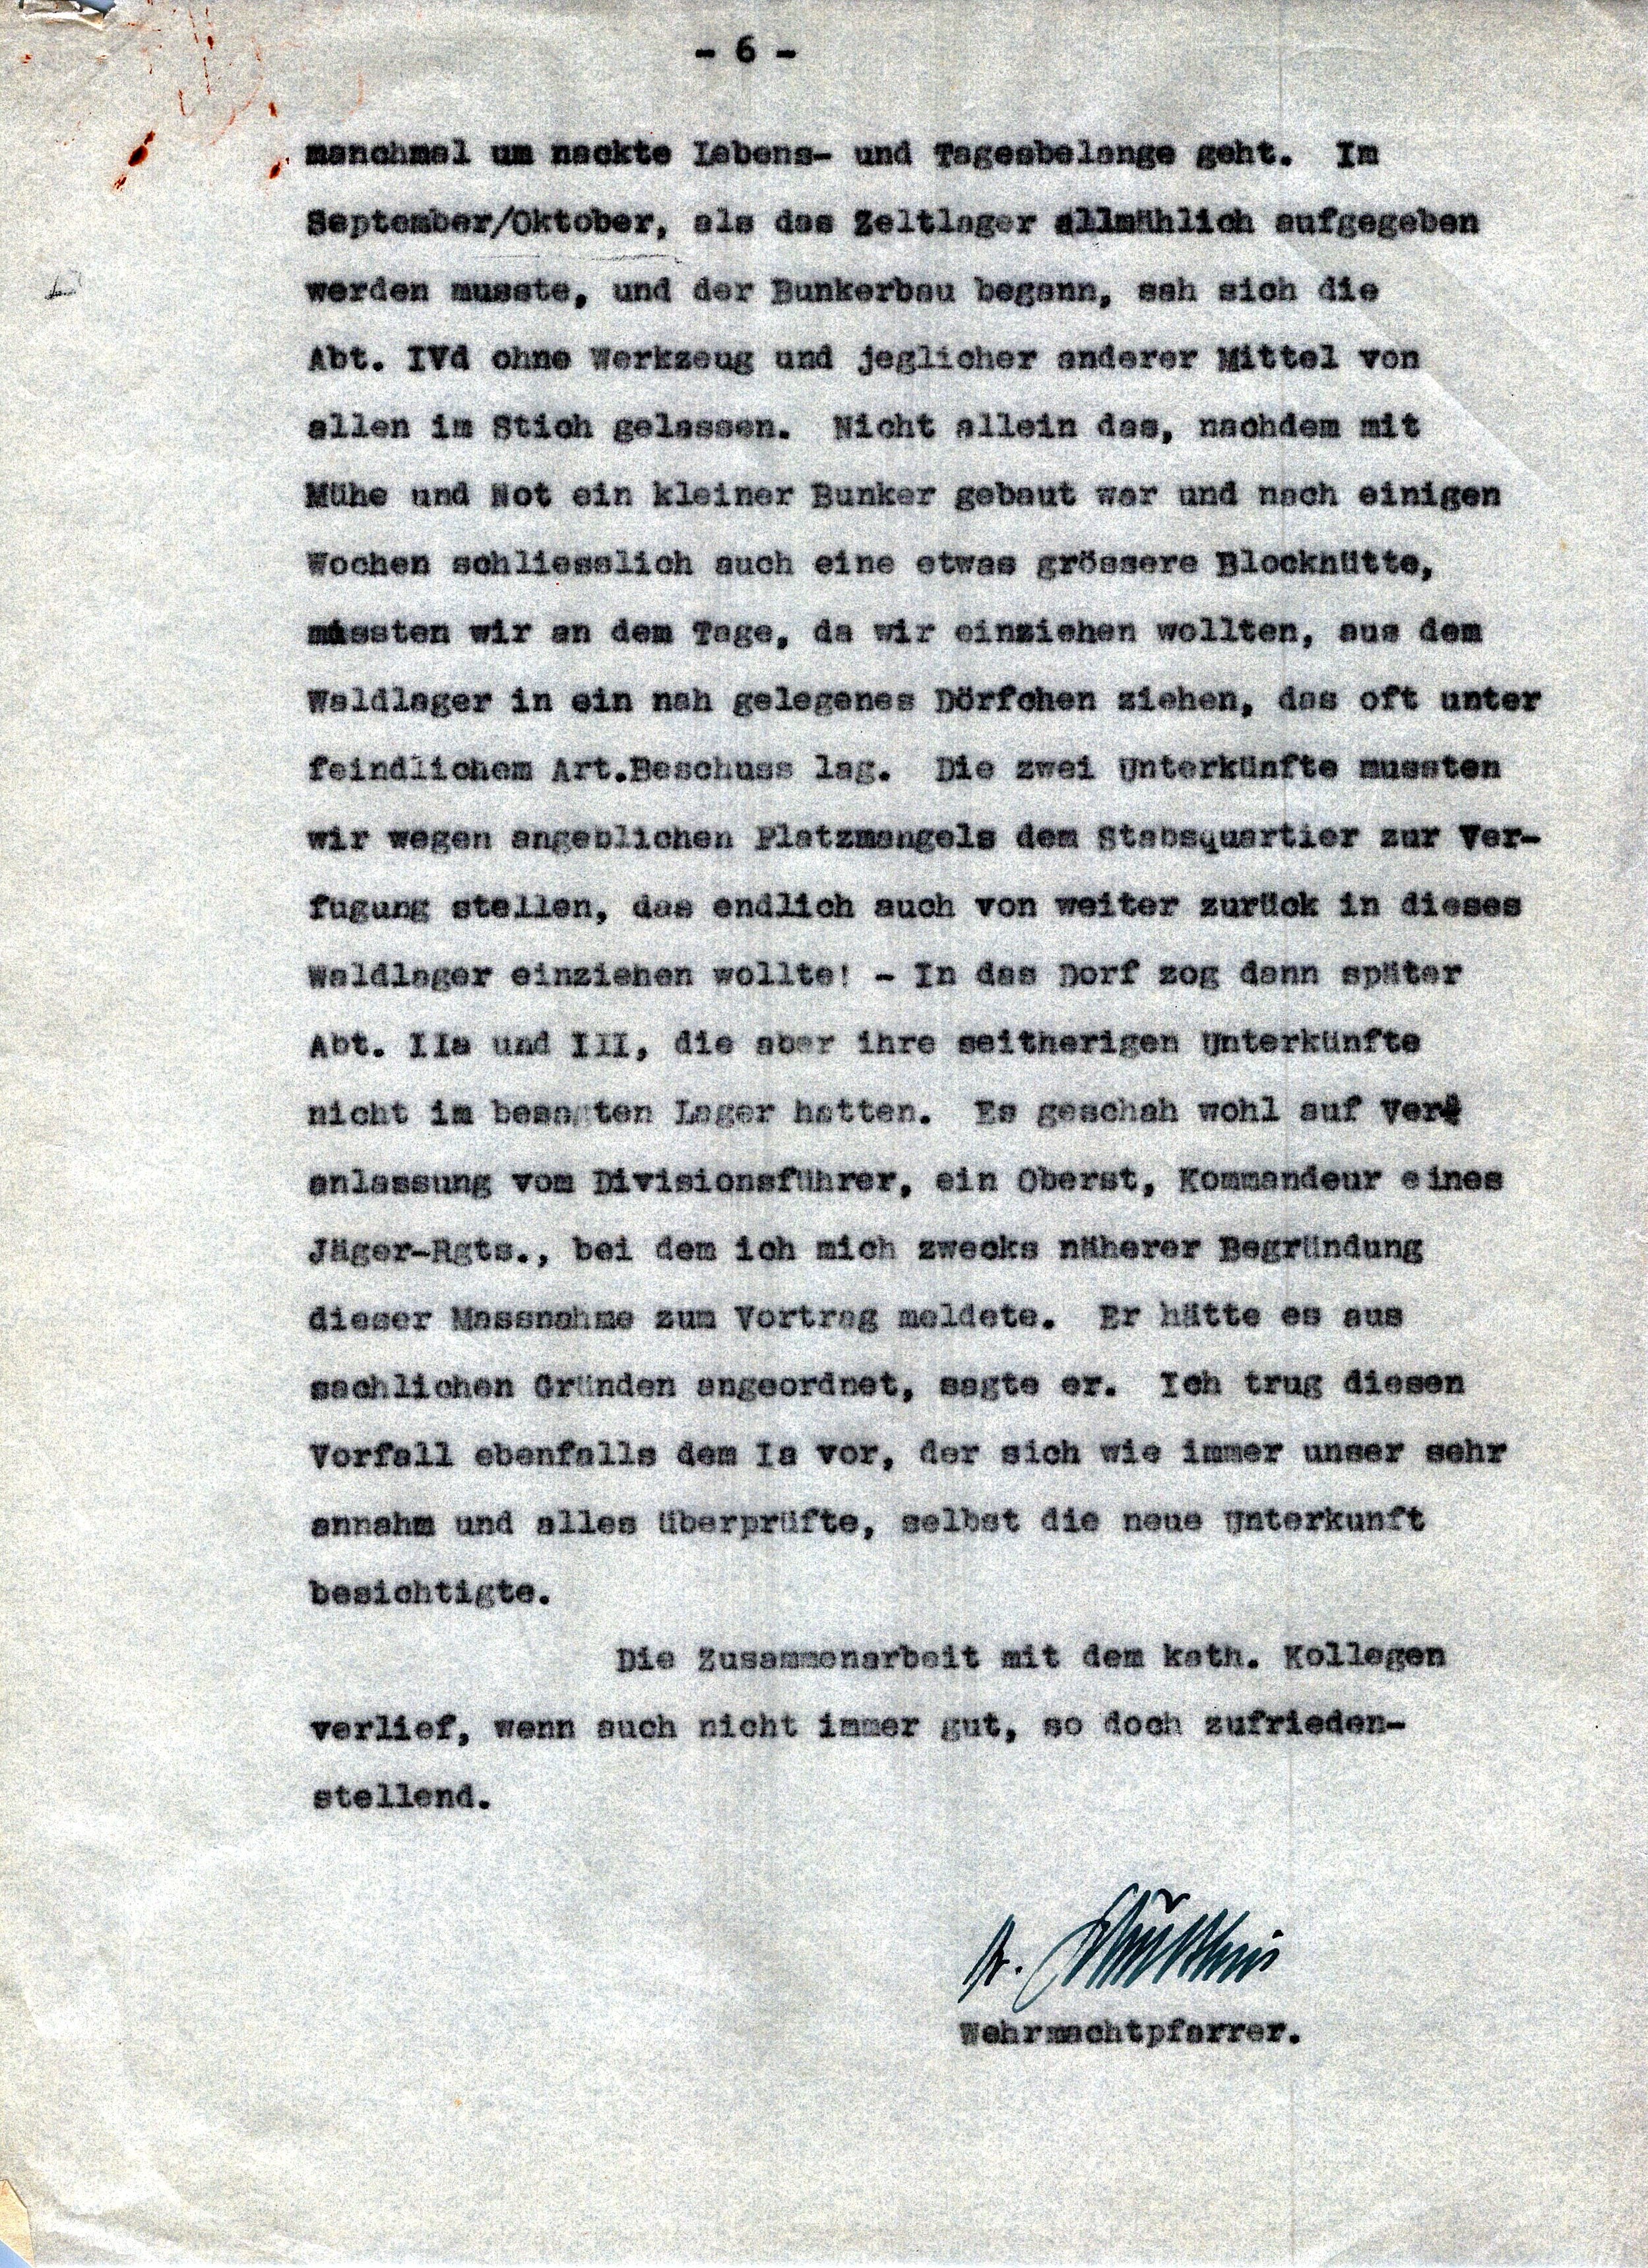 - 6 -
manchmal um nackte Lebens- und Tagesbelange geht. Im
September/Oktober, als das Zeltlager allmählich aufgegeben
werden musste, und der Bunkerbau begann, sah sich die
Abt. IVd ohne Werkzeug und jeglicher anderer Mittel von
allen im Stich gelassen. Nicht allein das, nachdem mit
Mühe und Not ein kleiner Bunker gebaut war und nach einigen
Wochen schliesslich auch eine etwas grössere Blockhütte,
mussten wir an dem Tage, da wir einziehen wollten, aus dem
Waldlager in ein nah gelegenes Dörfchen ziehen, das oft unter
feindlichem Art.Beschuss lag. Die zwei Unterkünfte mussten
wir wegen angeblichen Platzmangels dem Stabsquartier zur Ver-
fugung stellen, das endlich auch von weiter zurück in dieses
Waldlager einziehen wollte! - In das Dorf zog dann später
Abt. IIa und III, die aber ihre seitherigen Unterkünfte
nicht im besagten Lager hatten. Es geschah wohl auf Ver-
anlassung vom Divisionsführer, ein Oberst, Kommandeur eines
Jäger-Rgts., bei dem ich mich zwecks näherer Begründung
dieser Massnahme zum Vortrag meldete. Er hätte es aus
sachlichen Gründen angeordnet, sagte er. Ich trug diesen
Vorfall ebenfalls dem Ia vor, der sich wie immer unser sehr
annahm und alles überprüfte, selbst die neue Unterkunft
besichtigte.
Die Zusammenarbeit mit dem kath. Kollegen
verlief, wenn auch nicht immer gut, so doch zufrieden-
stellend.
Wehrmachtpfarrer.